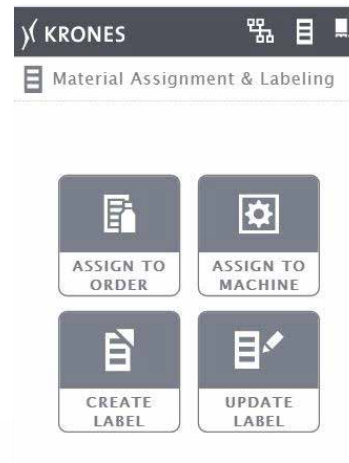 KRONES
Material Assignment & Labeling
ASSIGN TO
ORDER
ASSIGN TO
MACHINE
CREATE
LABEL
UPDATE
LABEL